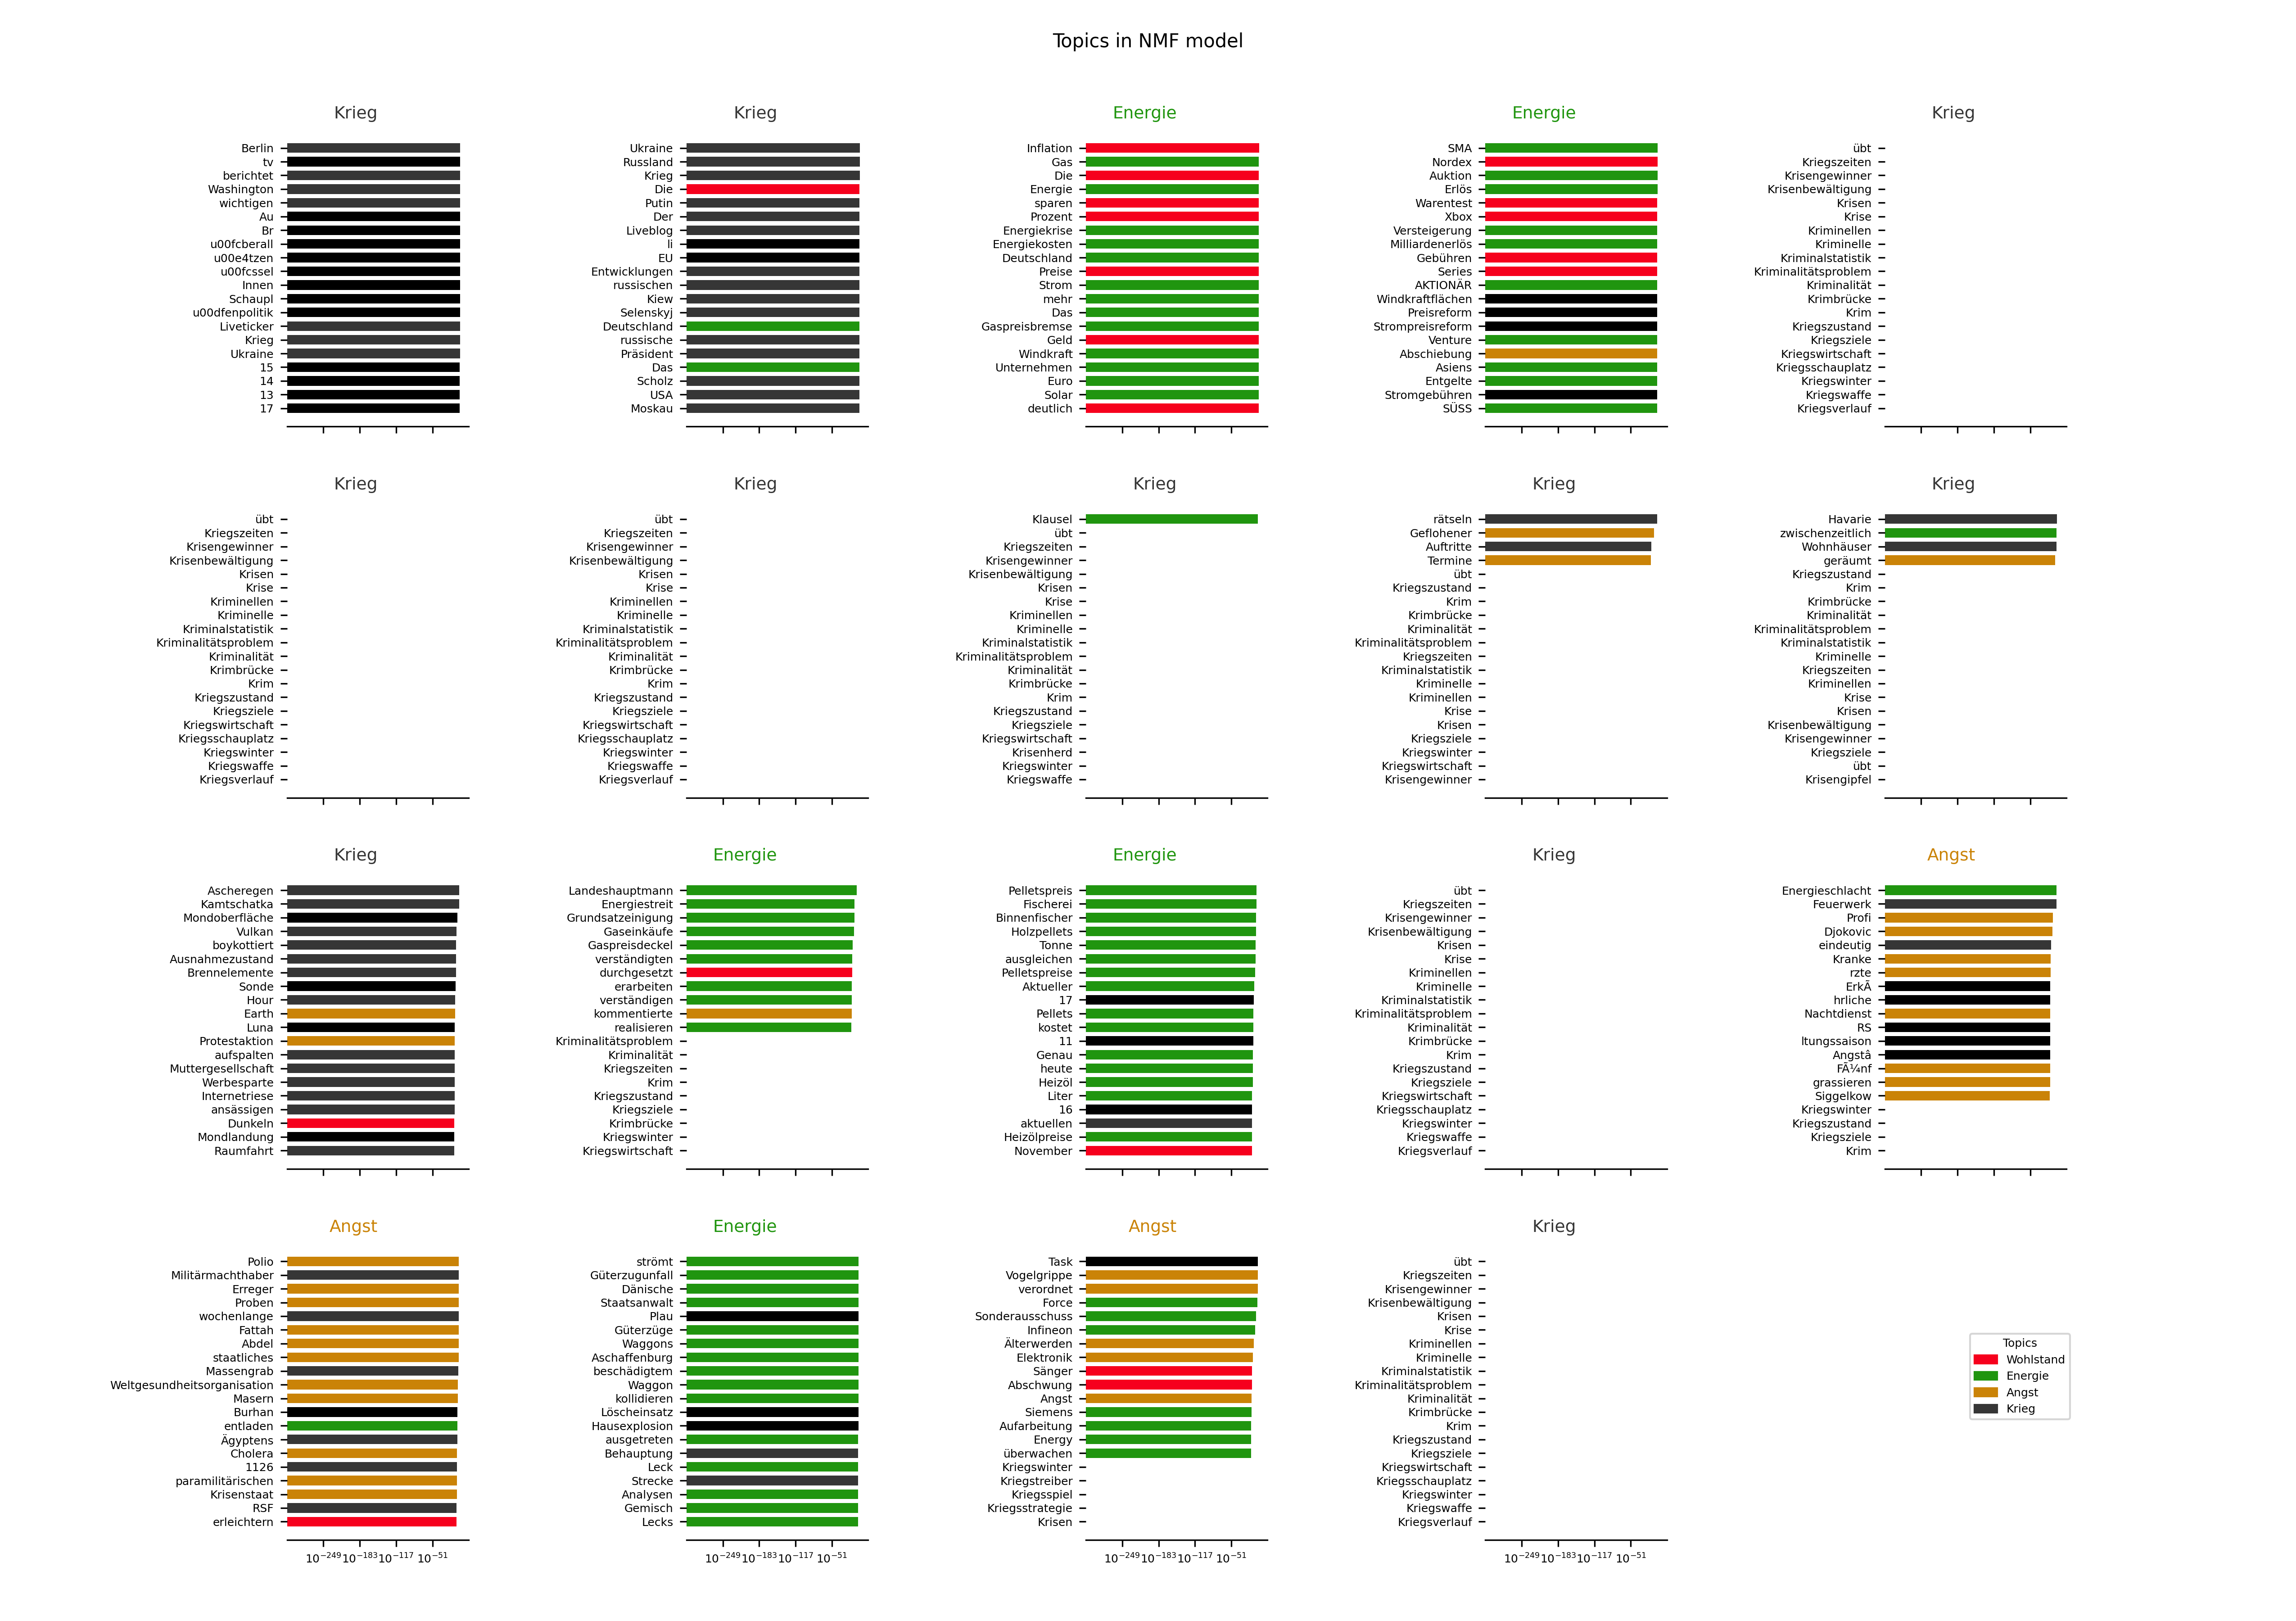 Topics in NMF model
Krieg
Berlin
tv
berichtet
Washington
wichtigen
Au
Br
u00fcberall
u00e4tzen
u00fcssel
Innen
Schaupl
u00dfenpolitik
Liveticker
Krieg
Ukraine
15
14
13
17
Krieg
Ukraine
Russland
Krieg
Die
Putin
Der
Liveblog
li
EU
Entwicklungen
russischen
Kiew
Selenskyj
Deutschland
russische
Präsident
Das
Scholz
USA
Moskau
Energie
Inflation
Gas
Die
Energie
sparen
Prozent
Energiekrise
Energiekosten
Deutschland
Preise
Strom
mehr
Das
Gaspreisbremse
Geld
Windkraft
Unternehmen
Euro
Solar
deutlich
Energie
SMA
Nordex
Auktion
Erlös
Warentest
Xbox
Versteigerung
Milliardenerlös
Gebühren
Series
AKTIONÄR
Windkraftflächen
Preisreform
Strompreisreform
Venture
Abschiebung
Asiens
Entgelte
Stromgebühren
SÜSS
Krieg
übt
Kriegszeiten
Krisengewinner
Krisenbewältigung
Krisen
Krise
Kriminellen
Kriminelle
Kriminalstatistik
Kriminalitätsproblem
Kriminalität
Krimbrücke
Krim
Kriegszustand
Kriegsziele
Kriegswirtschaft
Kriegsschauplatz
Kriegswinter
Kriegswaffe
Kriegsverlauf
Krieg
übt
Kriegszeiten
Krisengewinner
Krisenbewältigung
Krisen
Krise
Kriminellen
Kriminelle
Kriminalstatistik
Kriminalitätsproblem
Kriminalität
Krimbrücke
Krim
Kriegszustand
Kriegsziele
Kriegswirtschaft
Kriegsschauplatz
Kriegswinter
Kriegswaffe
Kriegsverlauf
Krieg
übt
Kriegszeiten
Krisengewinner
Krisenbewältigung
Krisen
Krise
Kriminellen
Kriminelle
Kriminalstatistik
Kriminalitätsproblem
Kriminalität
Krimbrücke
Krim
Kriegszustand
Kriegsziele
Kriegswirtschaft
Kriegsschauplatz
Kriegswinter
Kriegswaffe
Kriegsverlauf
Krieg
Klausel
übt
Kriegszeiten
Krisengewinner
Krisenbewältigung
Krisen
Krise
Kriminellen
Kriminelle
Kriminalstatistik
Kriminalitätsproblem
Kriminalität
Krimbrücke
Krim
Kriegszustand
Kriegsziele
Kriegswirtschaft
Krisenherd
Kriegswinter
Kriegswaffe
Krieg
rätseln
Geflohener
Auftritte
Termine
übt
Kriegszustand
Krim
Krimbrücke
Kriminalität
Kriminalitätsproblem
Kriegszeiten
Kriminalstatistik
Kriminelle
Kriminellen
Krise
Krisen
Kriegsziele
Kriegswinter
Kriegswirtschaft
Krisengewinner
Krieg
Havarie
zwischenzeitlich
Wohnhäuser
geräumt
Kriegszustand
Krim
Krimbrücke
Kriminalität
Kriminalitätsproblem
Kriminalstatistik
Kriminelle
Kriegszeiten
Kriminellen
Krise
Krisen
Krisenbewältigung
Krisengewinner
Kriegsziele
übt
Krisengipfel
Krieg
Ascheregen
Kamtschatka
Mondoberfläche
Vulkan
boykottiert
Ausnahmezustand
Brennelemente
Sonde
Hour
Earth
Luna
Protestaktion
aufspalten
Muttergesellschaft
Werbesparte
Internetriese
ansässigen
Dunkeln
Mondlandung
Raumfahrt
Energie
Landeshauptmann
Energiestreit
Grundsatzeinigung
Gaseinkäufe
Gaspreisdeckel
verständigten
durchgesetzt
erarbeiten
verständigen
kommentierte
realisieren
Kriminalitätsproblem
Kriminalität
Kriegszeiten
Krim
Kriegszustand
Kriegsziele
Krimbrücke
Kriegswinter
Kriegswirtschaft
Energie
Pelletspreis
Fischerei
Binnenfischer
Holzpellets
Tonne
ausgleichen
Pelletspreise
Aktueller
17
Pellets
kostet
11
Genau
heute
Heizöl
Liter
16
aktuellen
Heizölpreise
November
Krieg
übt
Kriegszeiten
Krisengewinner
Krisenbewältigung
Krisen
Krise
Kriminellen
Kriminelle
Kriminalstatistik
Kriminalitätsproblem
Kriminalität
Krimbrücke
Krim
Kriegszustand
Kriegsziele
Kriegswirtschaft
Kriegsschauplatz
Kriegswinter
Kriegswaffe
Kriegsverlauf
Angst
Energieschlacht
Feuerwerk
Profi
Djokovic
eindeutig
Kranke
rzte
ErkÃ
hrliche
Nachtdienst
RS
ltungssaison
Angstâ
FÃ¼nf
grassieren
Siggelkow
Kriegswinter
Kriegszustand
Kriegsziele
Krim
Angst
Polio
Militärmachthaber
Erreger
Proben
wochenlange
Fattah
Abdel
staatliches
Massengrab
Weltgesundheitsorganisation
Masern
Burhan
entladen
Ägyptens
Cholera
1126
paramilitärischen
Krisenstaat
RSF
erleichtern
10⁻²⁴⁹ 10⁻¹⁸³ 10⁻¹¹⁷ 10⁻⁵¹
Energie
strömt
Güterzugunfall
Dänische
Staatsanwalt
Plau
Güterzüge
Waggons
Aschaffenburg
beschädigtem
Waggon
kollidieren
Löscheinsatz
Hausexplosion
ausgetreten
Behauptung
Leck
Strecke
Analysen
Gemisch
Lecks
10⁻²⁴⁹ 10⁻¹⁸³ 10⁻¹¹⁷ 10⁻⁵¹
Angst
Task
Vogelgrippe
verordnet
Force
Sonderausschuss
Infineon
Älterwerden
Elektronik
Sänger
Abschwung
Angst
Siemens
Aufarbeitung
Energy
überwachen
Kriegswinter
Kriegstreiber
Kriegsspiel
Kriegsstrategie
Krisen
10⁻²⁴⁹ 10⁻¹⁸³ 10⁻¹¹⁷ 10⁻⁵¹
Krieg
übt
Kriegszeiten
Krisengewinner
Krisenbewältigung
Krisen
Krise
Kriminellen
Kriminelle
Kriminalstatistik
Kriminalitätsproblem
Kriminalität
Krimbrücke
Krim
Kriegszustand
Kriegsziele
Kriegswirtschaft
Kriegsschauplatz
Kriegswinter
Kriegswaffe
Kriegsverlauf
10⁻²⁴⁹ 10⁻¹⁸³ 10⁻¹¹⁷ 10⁻⁵¹
Topics
Wohlstand
Energie
Angst
Krieg